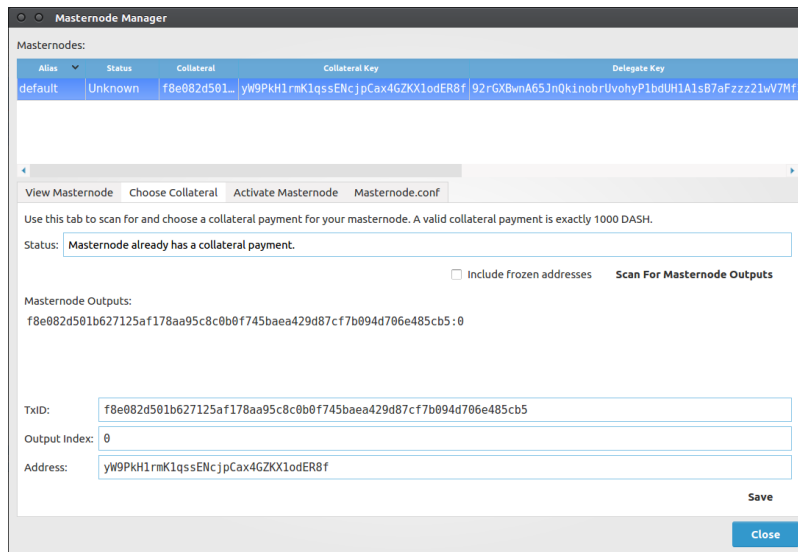 Masternode Manager
Masternodes:
Alias Status Collateral Collateral Key Delegate Key
default Unknown f8e082d501… yW9PkH1rmK1qssENcjpCax4GZKX1odER8f 92rGXBwnA65JnQkinobrUvohyP1bdUH1A1sB7aFzzz21wV7Mf
View Masternode Choose Collateral Activate Masternode Masternode.conf
Use this tab to scan for and choose a collateral payment for your masternode. A valid collateral payment is exactly 1000 DASH.
Status: Masternode already has a collateral payment.
Include frozen addresses Scan For Masternode Outputs
Masternode Outputs:
f8e082d501b627125af178aa95c8c0b0f745baea429d87cf7b094d706e485cb5:0
TxID: f8e082d501b627125af178aa95c8c0b0f745baea429d87cf7b094d706e485cb5
Output Index: 0
Address: yW9PkH1rmK1qssENcjpCax4GZKX1odER8f
Save
Close